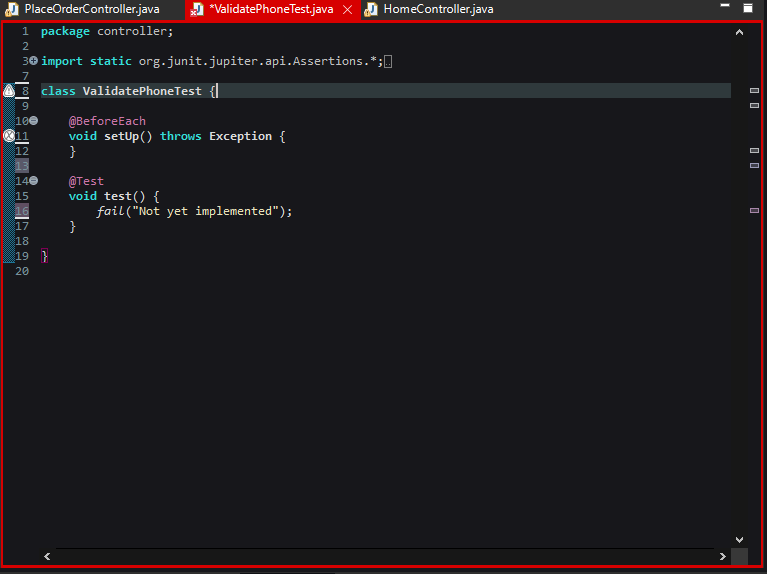 PlaceOrderController.java *ValidatePhoneTest.java HomeController.java
1 package controller;
2
3 import static org.junit.jupiter.api.Assertions.*;
7
8 class ValidatePhoneTest {
9
10 @BeforeEach
11 void setUp() throws Exception {
12 }
13
14 @Test
15 void test() {
16 fail("Not yet implemented");
17 }
18
19 }
20